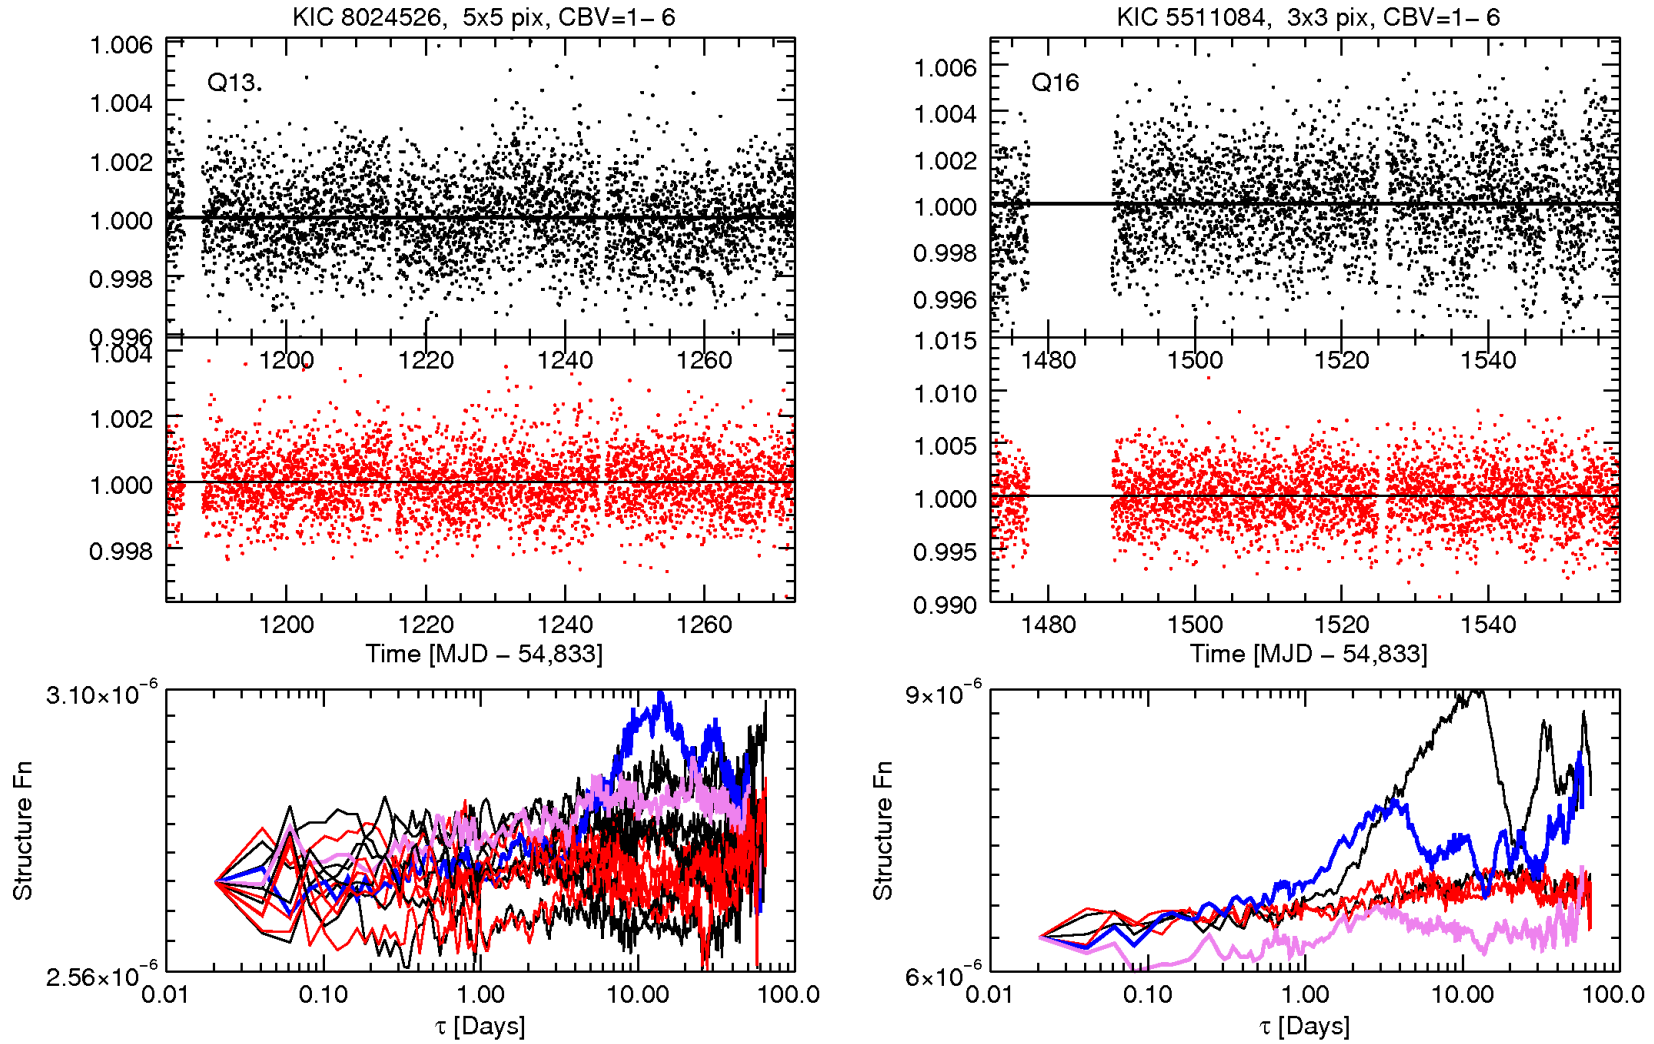 KIC 8024526, 5x5 pix, CBV=1-6
KIC 5511084, 3x3 pix, CBV=1-6
Q13.
1.006
1.004
1.002
1.000
0.998
0.996
1200 1220 1240 1260
1.004
1.002
1.000
0.998
1200 1220 1240 1260
Time [MJD - 54,833]
Q16
1.006
1.004
1.002
1.000
0.998
0.996
1480 1500 1520 1540
1.015
1.010
1.005
1.000
0.995
0.990
1480 1500 1520 1540
Time [MJD - 54,833]
3.10×10⁻⁶
Structure Fn
2.56×10⁻⁶
0.01 0.10 1.00 10.00 100.0
τ [Days]
9×10⁻⁶
Structure Fn
6×10⁻⁶
0.01 0.10 1.00 10.00 100.0
τ [Days]